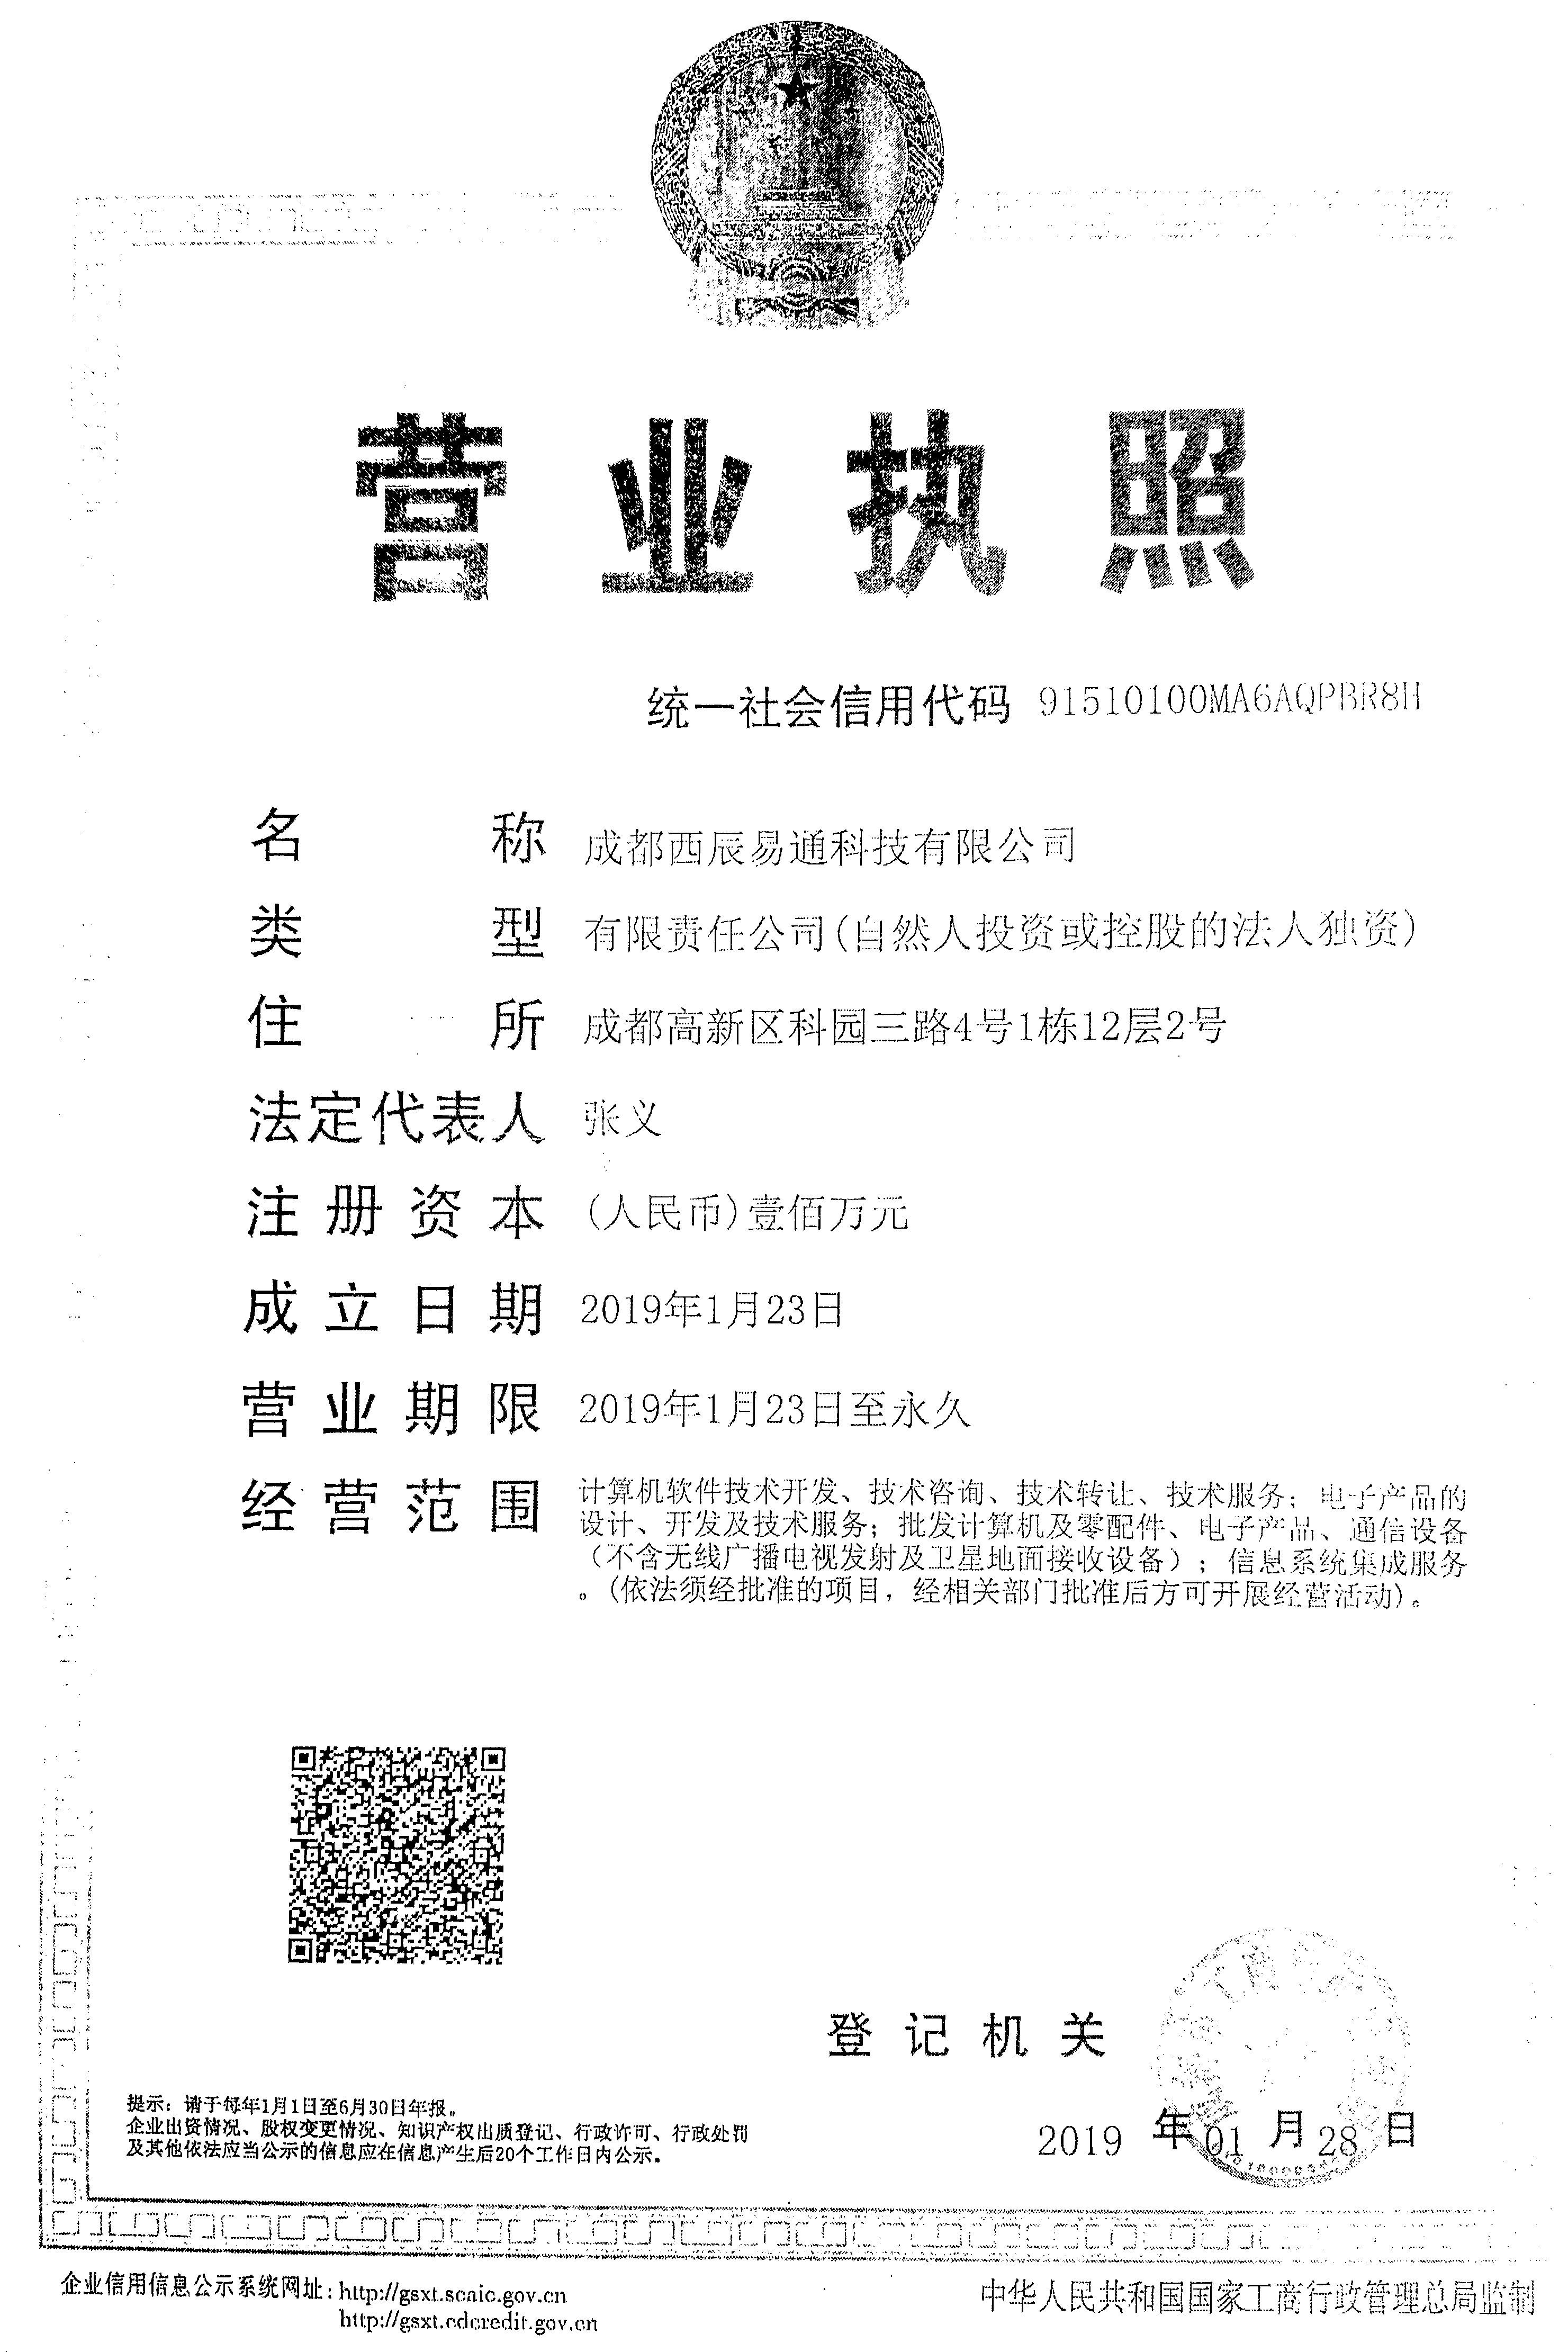 营业执照
统一社会信用代码 91510100MA6AQPBR8H
名称 成都西辰易通科技有限公司
类型 有限责任公司(自然人投资或控股的法人独资)
住所 成都高新区科园三路4号1栋12层2号
法定代表人 张义
注册资本 (人民币)壹佰万元
成立日期 2019年1月23日
营业期限 2019年1月23日至永久
经营范围 计算机软件技术开发、技术咨询、技术转让、技术服务；电子产品的
设计、开发及技术服务；批发计算机及零配件、电子产品、通信设备
（不含无线广播电视发射及卫星地面接收设备）；信息系统集成服务
。(依法须经批准的项目，经相关部门批准后方可开展经营活动)。
登记机关
2019 年 01 月 28 日
提示：请于每年1月1日至6月30日年报。
企业出资情况、股权变更情况、知识产权出质登记、行政许可、行政处罚
及其他依法应当公示的信息应在信息产生后20个工作日内公示。
企业信用信息公示系统网址：http://gsxt.scaic.gov.cn
http://gsxt.cdcredit.gov.cn
中华人民共和国国家工商行政管理总局监制